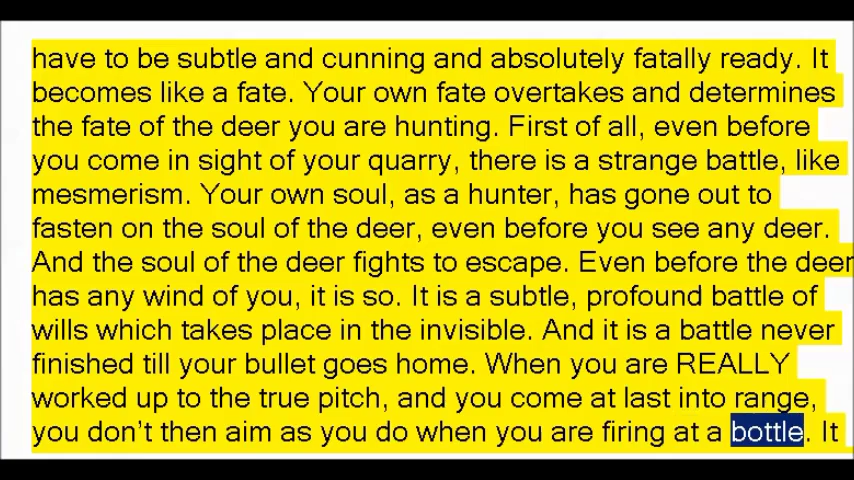 have to be subtle and cunning and absolutely fatally ready. It
becomes like a fate. Your own fate overtakes and determines
the fate of the deer you are hunting. First of all, even before
you come in sight of your quarry, there is a strange battle, like
mesmerism. Your own soul, as a hunter, has gone out to
fasten on the soul of the deer, even before you see any deer.
And the soul of the deer fights to escape. Even before the deer
has any wind of you, it is so. It is a subtle, profound battle of
wills which takes place in the invisible. And it is a battle never
finished till your bullet goes home. When you are REALLY
worked up to the true pitch, and you come at last into range,
you don’t then aim as you do when you are firing at a bottle. It